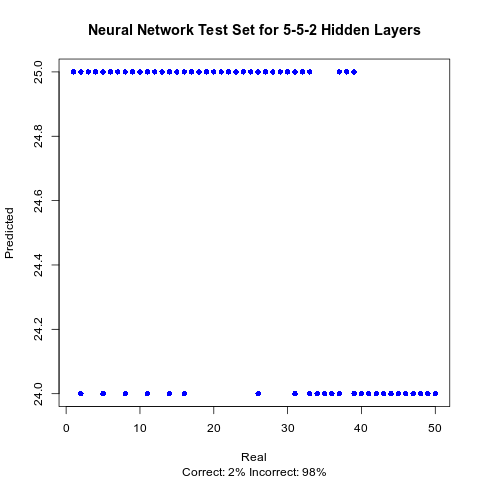 Neural Network Test Set for 5-5-2 Hidden Layers
Predicted
25.0
24.8
24.6
24.4
24.2
24.0
0 10 20 30 40 50
Real
Correct: 2% Incorrect: 98%